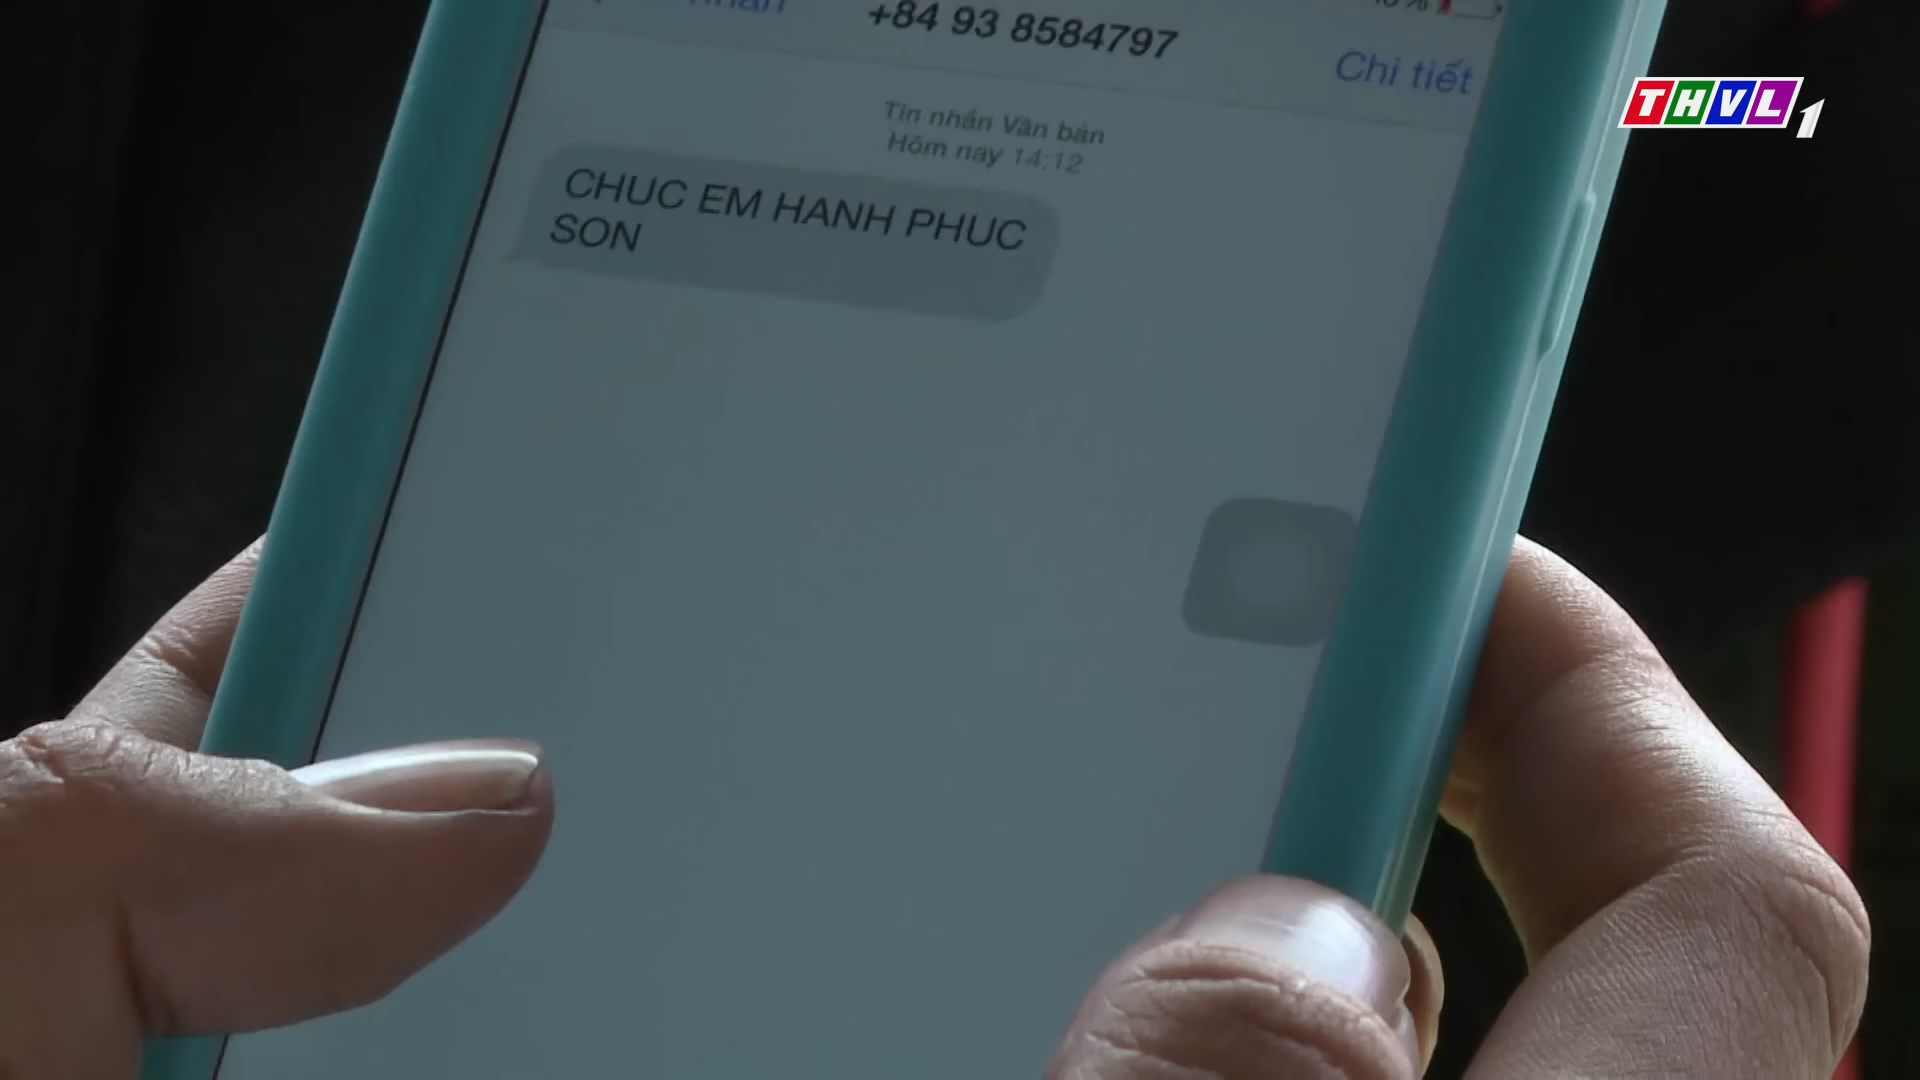 +84 93 8584797
Chi tiết
Tin nhắn Văn bản
Hôm nay 14:12
CHUC EM HANH PHUC
SON
THVL1